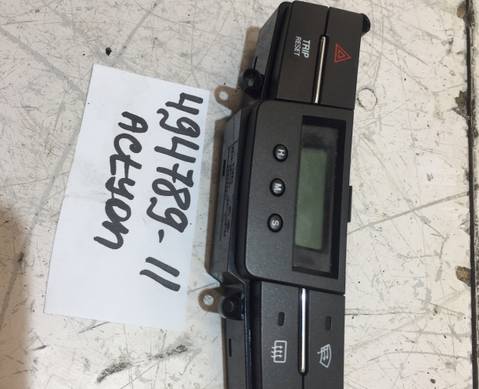 494789-11
ACTYON
TRIP
RESET
H
M
S